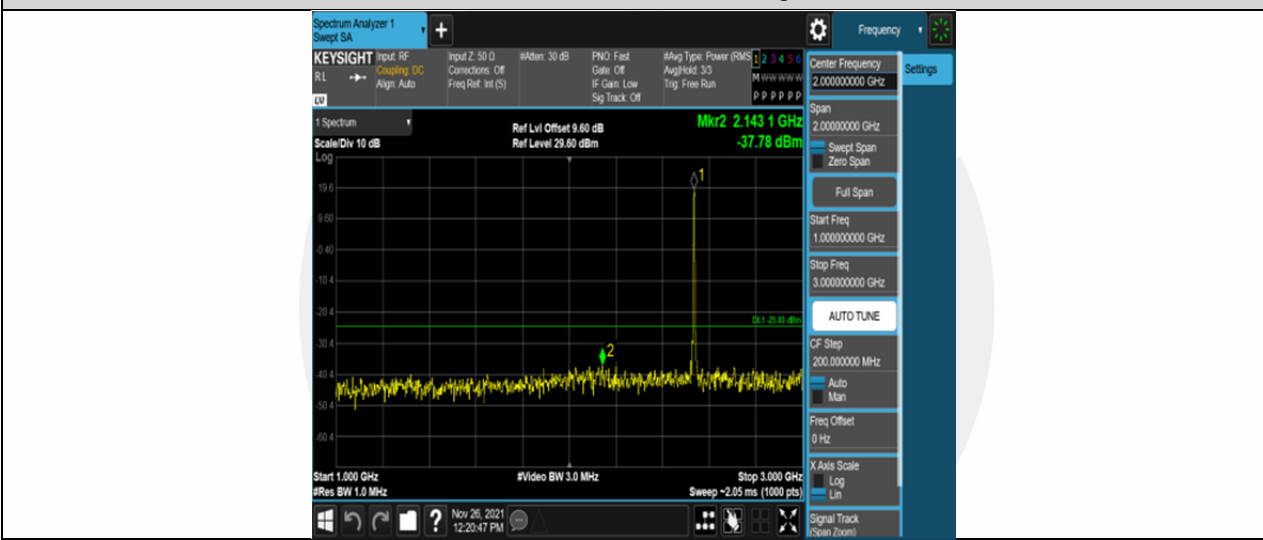 Spectrum Analyzer 1
Swept SA
+
Frequency
KEYSIGHT
RL
LXI
Input: RF
Coupling: DC
Align: Auto
Input Z: 50 Ω
Corrections: Off
Freq Ref: Int (S)
#Atten: 30 dB
PNO: Fast
Gate: Off
IF Gain: Low
Sig Track: Off
#Avg Type: Power (RMS
Avg|Hold: 3/3
Trig: Free Run
1 2 3 4 5 6
M W W W W W
P P P P P P
Center Frequency
2.000000000 GHz
Settings
1 Spectrum
Scale/Div 10 dB
Log
Ref Lvl Offset 9.60 dB
Ref Level 29.60 dBm
Mkr2 2.143 1 GHz
-37.78 dBm
Span
2.00000000 GHz
Swept Span
Zero Span
Full Span
Start Freq
1.000000000 GHz
Stop Freq
3.000000000 GHz
AUTO TUNE
CF Step
200.000000 MHz
Auto
Man
Freq Offset
0 Hz
X Axis Scale
Log
Lin
Signal Track
(Span Zoom)
19.6
9.60
-0.40
-10.4
-20.4
-30.4
-40.4
-50.4
-60.4
1
2
DL1 -25.00 dBm
Start 1.000 GHz
#Res BW 1.0 MHz
#Video BW 3.0 MHz
Stop 3.000 GHz
Sweep ~2.05 ms (1000 pts)
?
Nov 26, 2021
12:20:47 PM